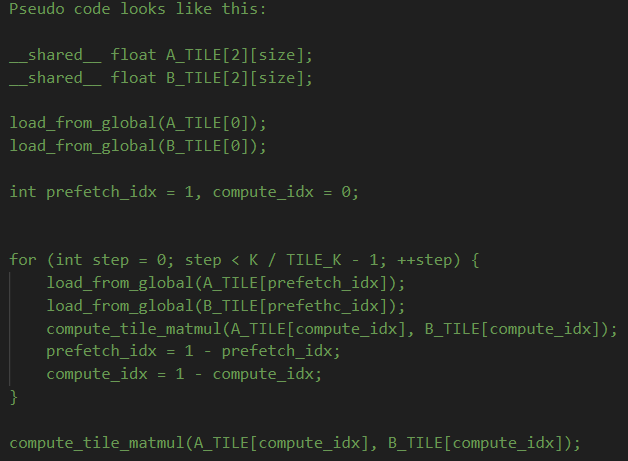 Pseudo code looks like this:
__shared__ float A_TILE[2][size];
__shared__ float B_TILE[2][size];
load_from_global(A_TILE[0]);
load_from_global(B_TILE[0]);
int prefetch_idx = 1, compute_idx = 0;
for (int step = 0; step < K / TILE_K - 1; ++step) {
load_from_global(A_TILE[prefetch_idx]);
load_from_global(B_TILE[prefethc_idx]);
compute_tile_matmul(A_TILE[compute_idx], B_TILE[compute_idx]);
prefetch_idx = 1 - prefetch_idx;
compute_idx = 1 - compute_idx;
}
compute_tile_matmul(A_TILE[compute_idx], B_TILE[compute_idx]);